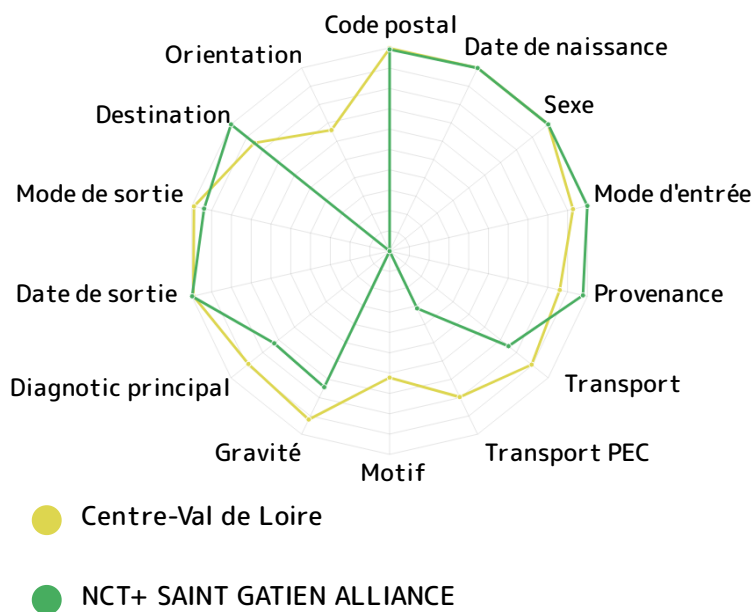 Code postal
Date de naissance
Sexe
Mode d'entrée
Provenance
Transport
Transport PEC
Motif
Gravité
Diagnotic principal
Date de sortie
Mode de sortie
Destination
Orientation
Centre-Val de Loire
NCT+ SAINT GATIEN ALLIANCE